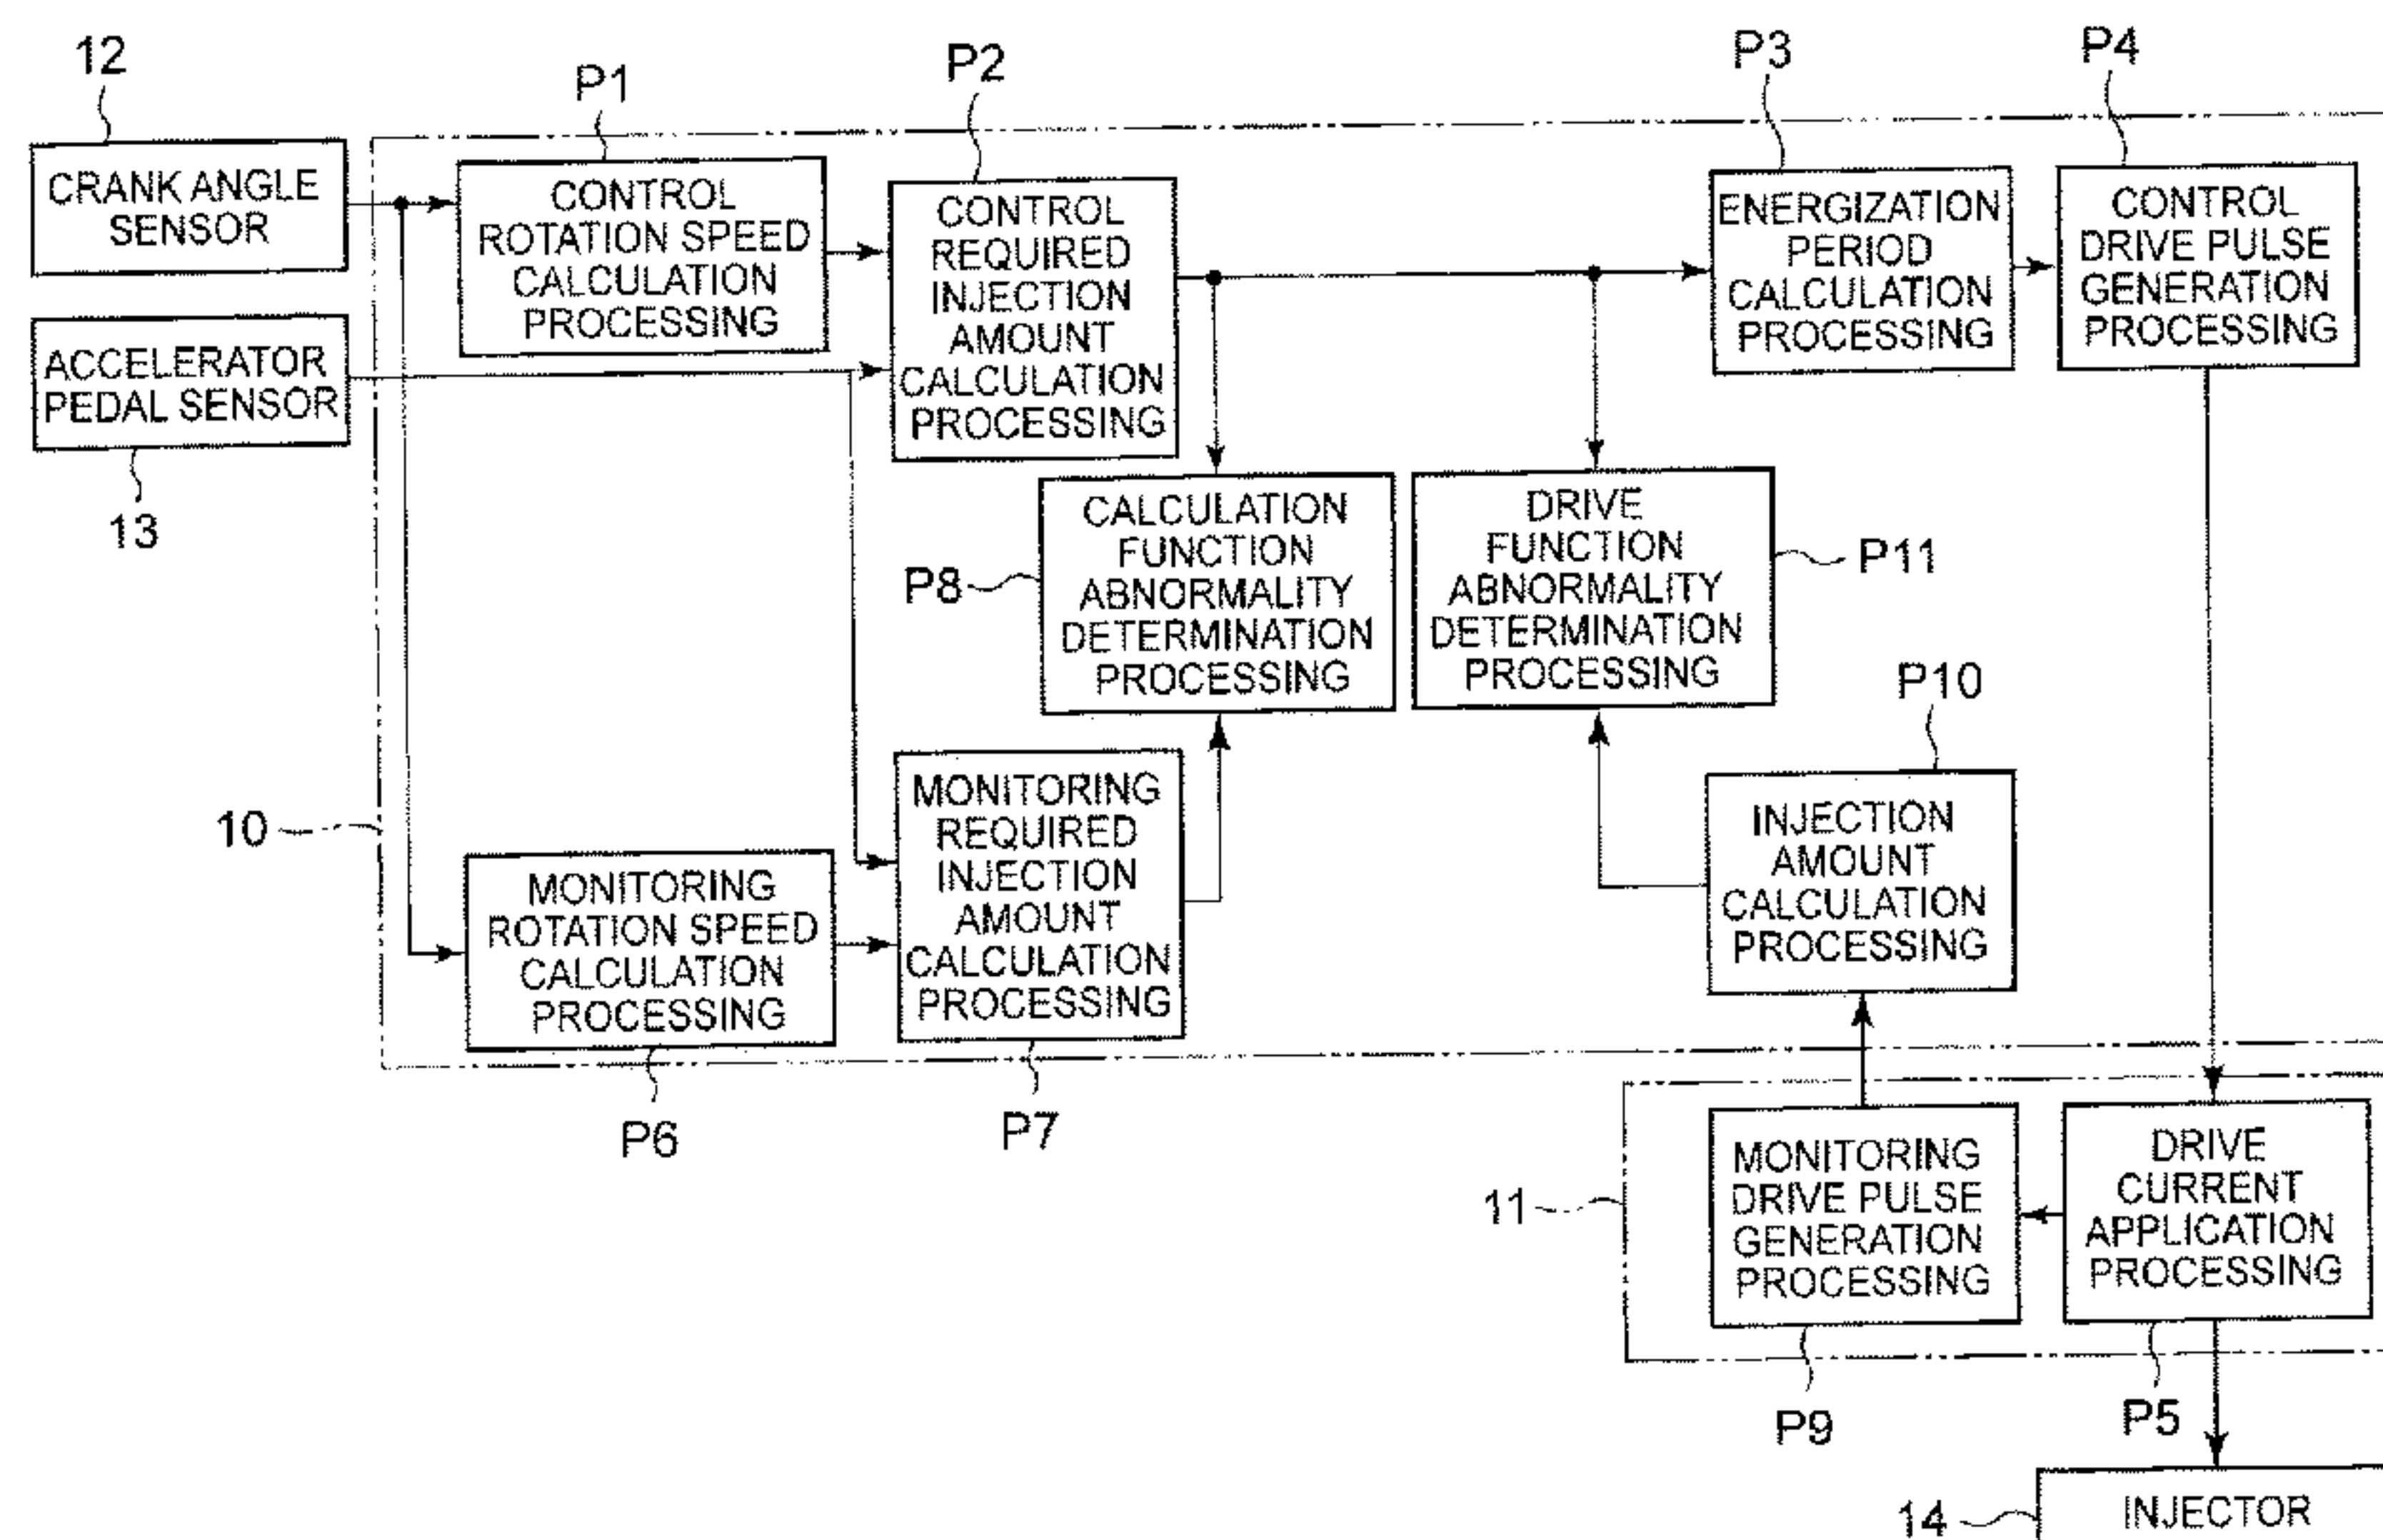 12
P1
P2
P3
P4
CRANK ANGLE
SENSOR
CONTROL
ROTATION SPEED
CALCULATION
PROCESSING
CONTROL
REQUIRED
INJECTION
AMOUNT
CALCULATION
PROCESSING
ENERGIZATION
PERIOD
CALCULATION
PROCESSING
CONTROL
DRIVE PULSE
GENERATION
PROCESSING
ACCELERATOR
PEDAL SENSOR
13
P8
CALCULATION
FUNCTION
ABNORMALITY
DETERMINATION
PROCESSING
DRIVE
FUNCTION
ABNORMALITY
DETERMINATION
PROCESSING
P11
P10
10
MONITORING
ROTATION SPEED
CALCULATION
PROCESSING
MONITORING
REQUIRED
INJECTION
AMOUNT
CALCULATION
PROCESSING
INJECTION
AMOUNT
CALCULATION
PROCESSING
P6
P7
11
MONITORING
DRIVE PULSE
GENERATION
PROCESSING
DRIVE
CURRENT
APPLICATION
PROCESSING
P9
P5
14
INJECTOR